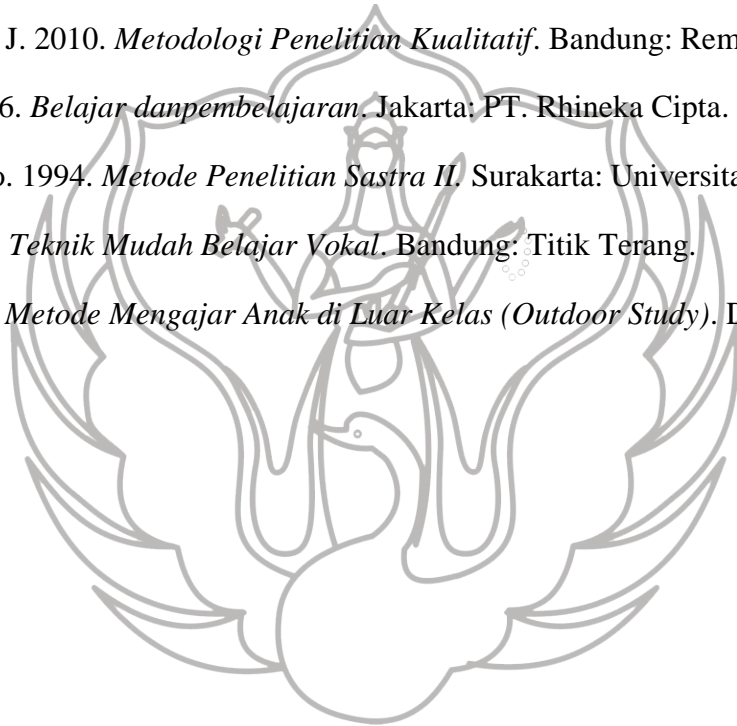 J. 2010. Metodologi Penelitian Kualitatif. Bandung: Rem
6. Belajar danpembelajaran. Jakarta: PT. Rhineka Cipta.
o. 1994. Metode Penelitian Sastra II. Surakarta: Universita
Teknik Mudah Belajar Vokal. Bandung: Titik Terang.
Metode Mengajar Anak di Luar Kelas (Outdoor Study). D